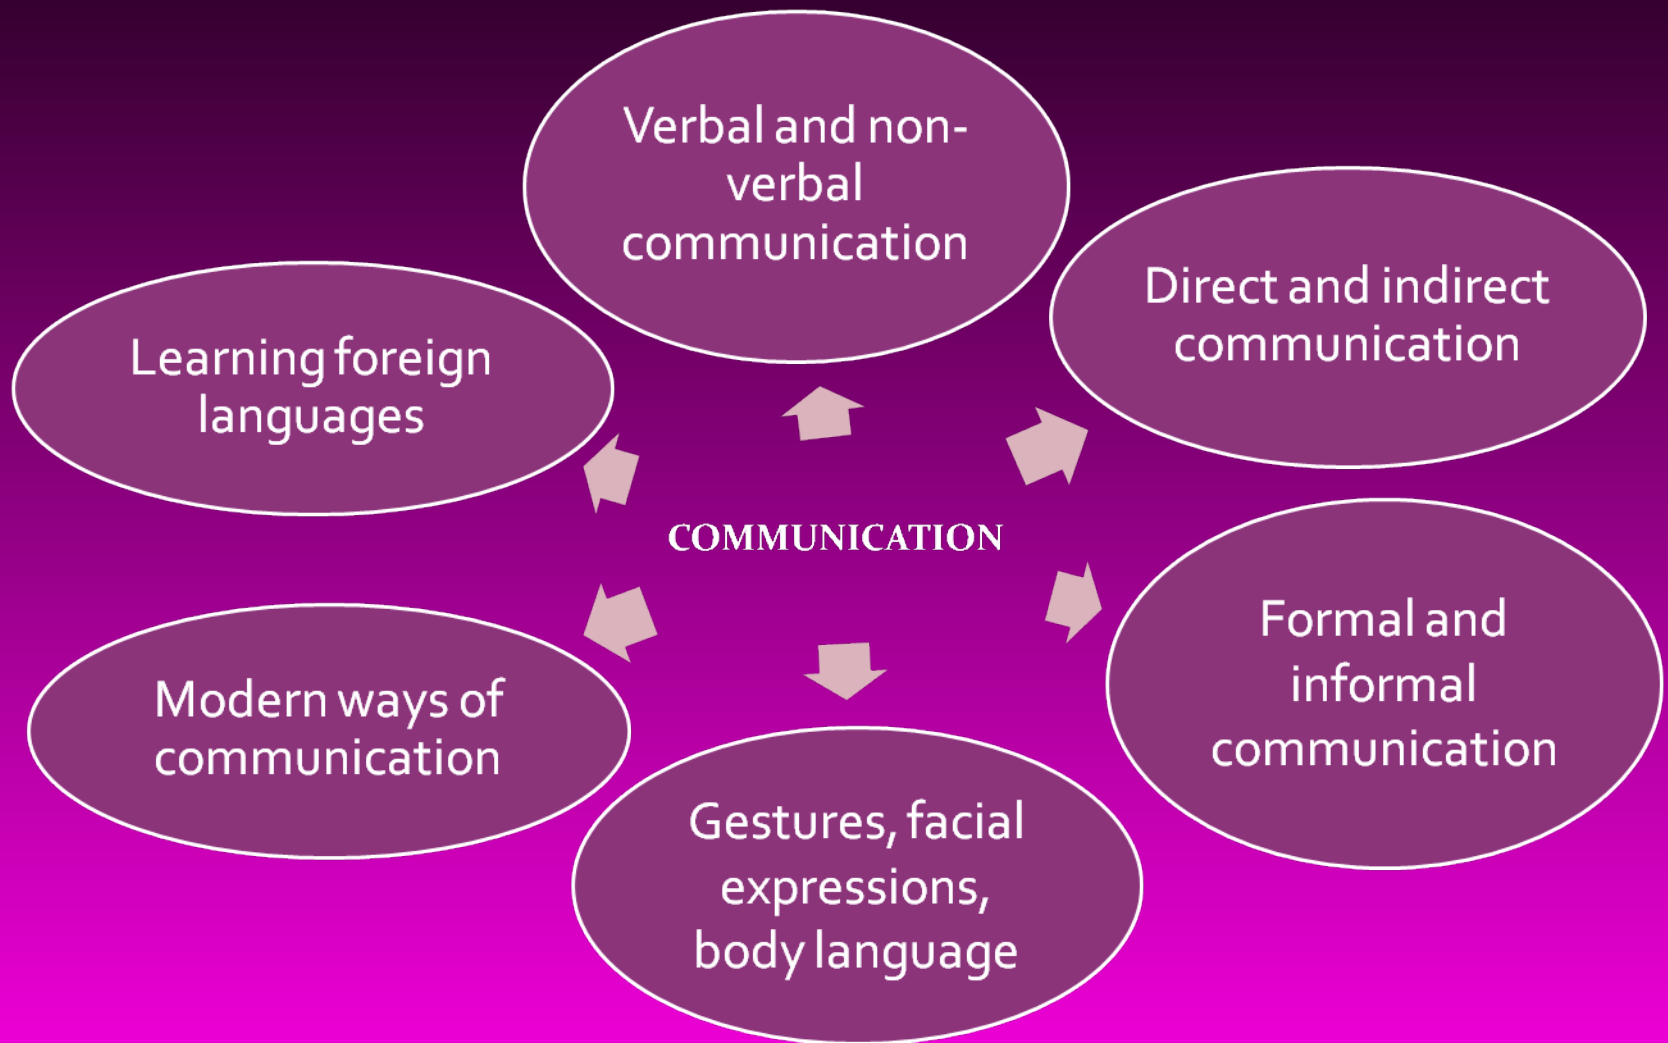 Verbal and non-
verbal
communication
Direct and indirect
communication
Learning foreign
languages
COMMUNICATION
Formal and
informal
communication
Modern ways of
communication
Gestures, facial
expressions,
body language